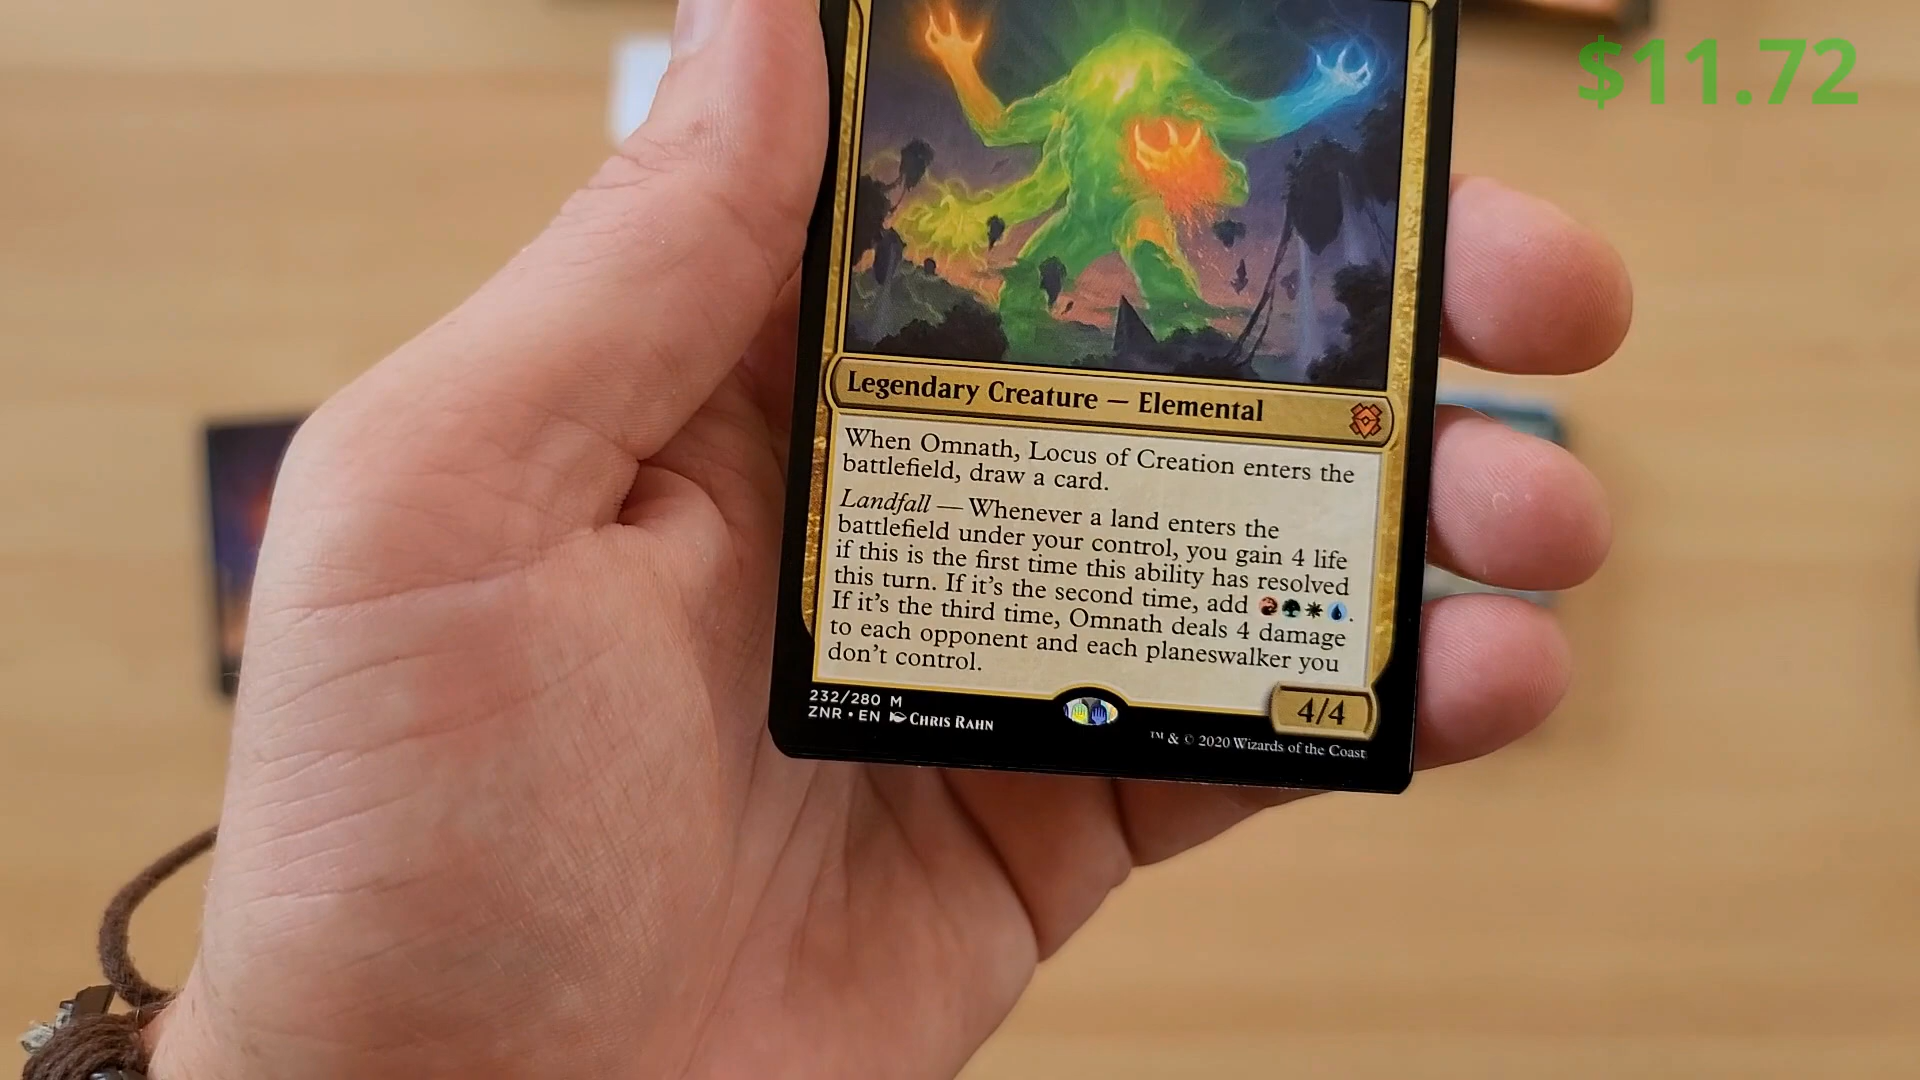 $11.72
Legendary Creature — Elemental
When Omnath, Locus of Creation enters the
battlefield, draw a card.
Landfall — Whenever a land enters the
battlefield under your control, you gain 4 life
if this is the first time this ability has resolved
this turn. If it's the second time, add .
If it's the third time, Omnath deals 4 damage
to each opponent and each planeswalker you
don't control.
4/4
232/280 M
ZNR • EN Chris Rahn
™ & © 2020 Wizards of the Coast